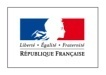 Liberté • Égalité • Fraternité
RÉPUBLIQUE FRANÇAISE